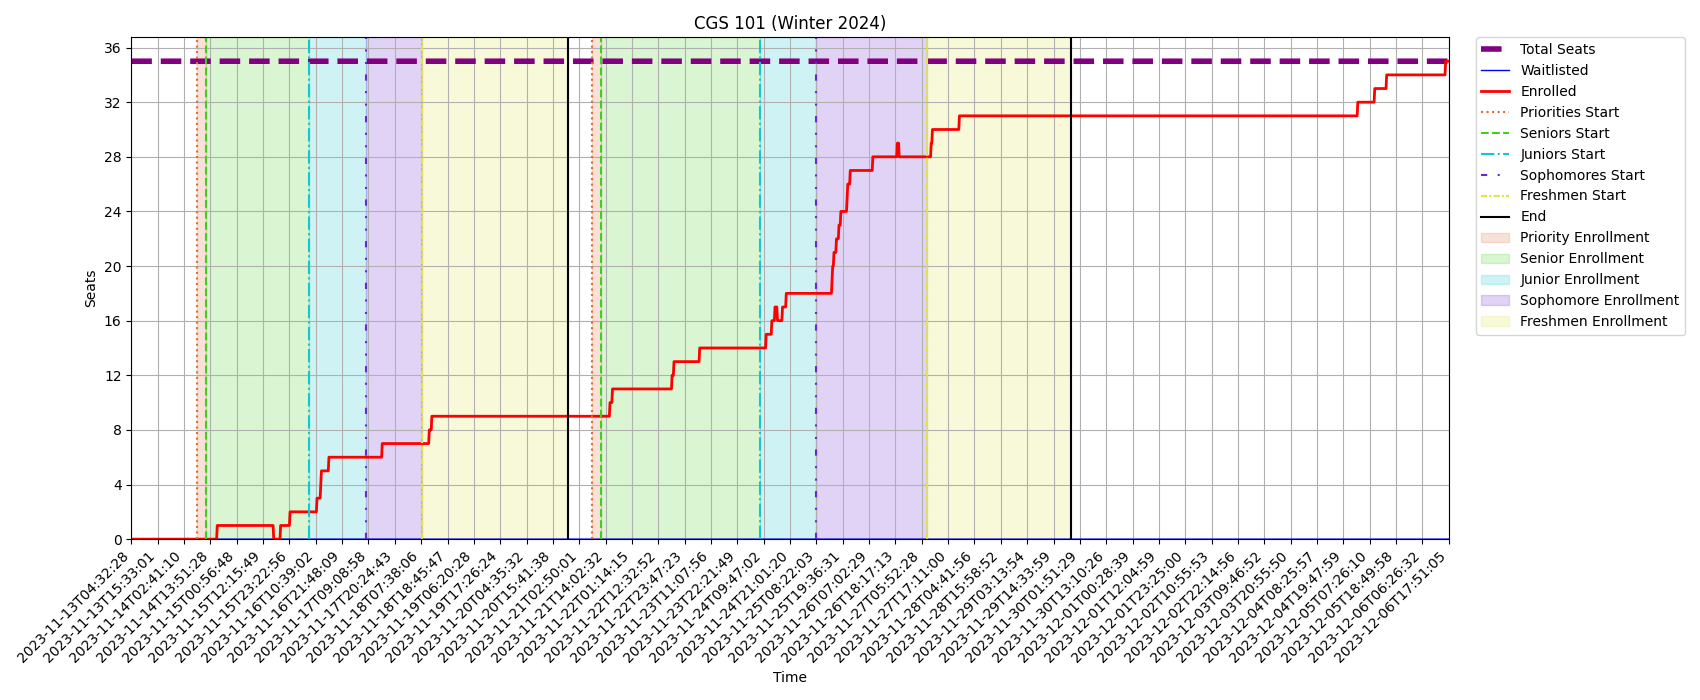 CGS 101 (Winter 2024)
Seats
36
32
28
24
20
16
12
8
4
0
Total Seats
Waitlisted
Enrolled
Priorities Start
Seniors Start
Juniors Start
Sophomores Start
Freshmen Start
End
Priority Enrollment
Senior Enrollment
Junior Enrollment
Sophomore Enrollment
Freshmen Enrollment
2023-11-13T04:32:28
2023-11-13T15:33:01
2023-11-14T02:41:10
2023-11-14T13:51:28
2023-11-15T00:56:48
2023-11-15T12:15:49
2023-11-15T23:22:56
2023-11-16T10:39:02
2023-11-16T21:48:09
2023-11-17T09:08:58
2023-11-17T20:24:43
2023-11-18T07:38:06
2023-11-18T18:45:47
2023-11-19T06:20:28
2023-11-19T17:26:24
2023-11-20T04:35:32
2023-11-20T15:41:38
2023-11-21T02:50:01
2023-11-21T14:02:32
2023-11-22T01:14:15
2023-11-22T12:32:52
2023-11-22T23:47:23
2023-11-23T11:07:56
2023-11-23T22:21:49
2023-11-24T09:47:02
2023-11-24T21:01:20
2023-11-25T08:22:03
2023-11-25T19:36:31
2023-11-26T07:02:29
2023-11-26T18:17:13
2023-11-27T05:52:28
2023-11-27T17:11:00
2023-11-28T04:41:56
2023-11-28T15:58:52
2023-11-29T03:13:54
2023-11-29T14:33:59
2023-11-30T01:51:29
2023-11-30T13:10:26
2023-12-01T00:28:39
2023-12-01T12:04:59
2023-12-01T23:25:00
2023-12-02T10:55:53
2023-12-02T22:14:56
2023-12-03T09:46:52
2023-12-03T20:55:50
2023-12-04T08:25:57
2023-12-04T19:47:59
2023-12-05T07:26:10
2023-12-05T18:49:58
2023-12-06T06:26:32
2023-12-06T17:51:05
Time